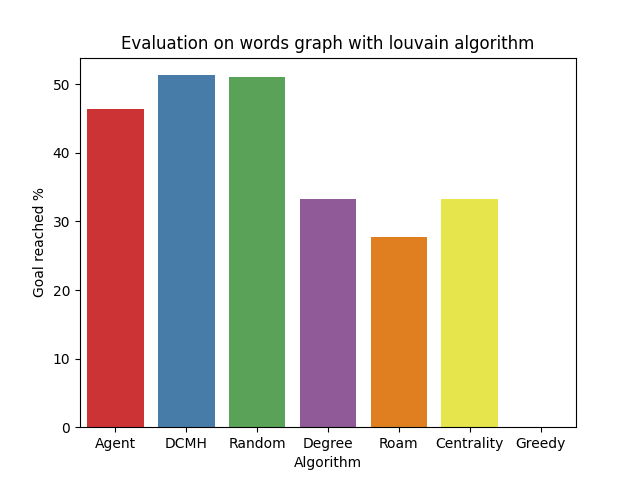 Evaluation on words graph with louvain algorithm
Goal reached %
50
40
30
20
10
0
Agent DCMH Random Degree Roam Centrality Greedy
Algorithm